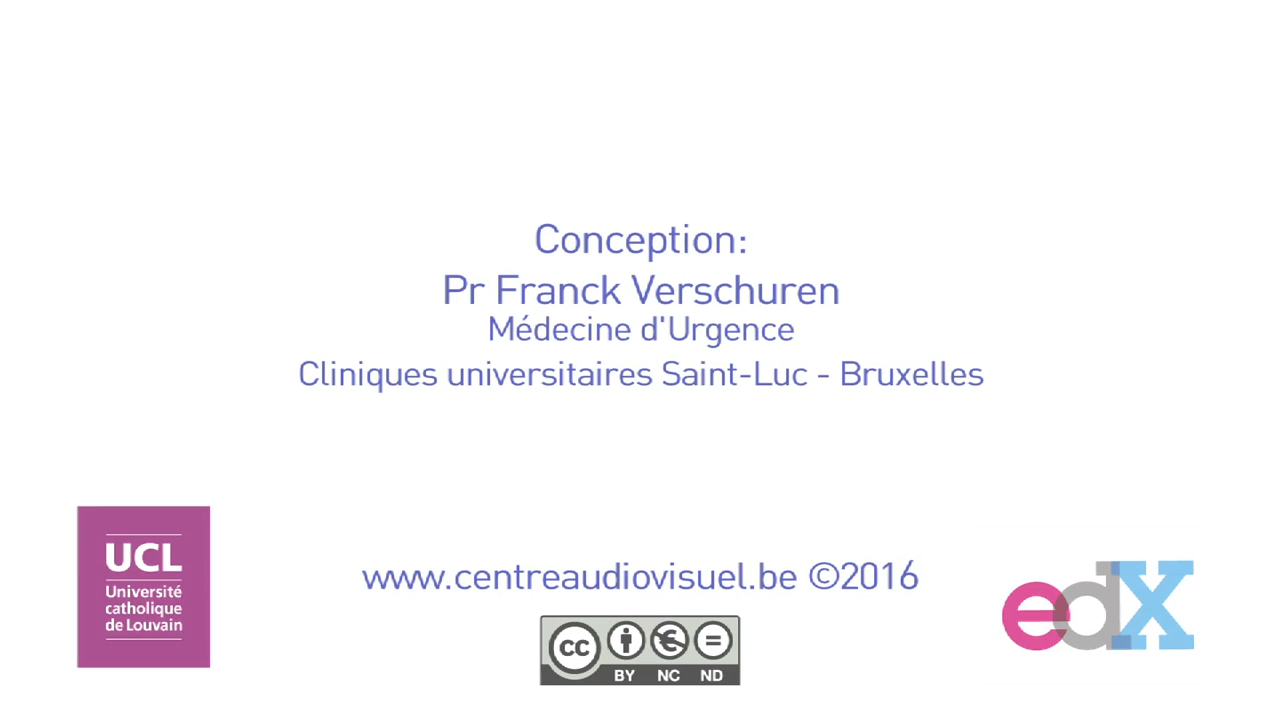 Conception:
Pr Franck Verschuren
Médecine d'Urgence
Cliniques universitaires Saint-Luc - Bruxelles
UCL
Université
catholique
de Louvain
www.centreaudiovisuel.be ©2016
cc
BY NC ND
edX